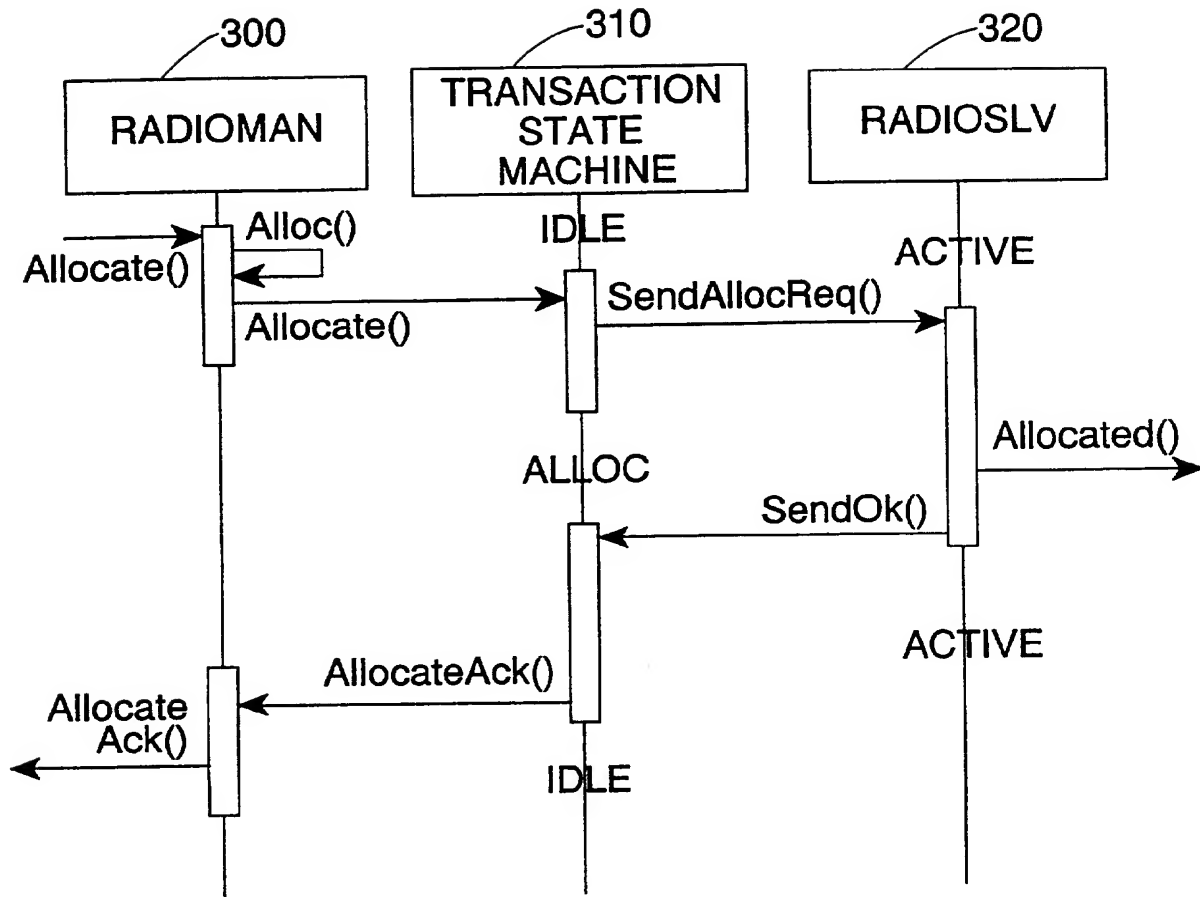 300
310
320
RADIOMAN
TRANSACTION
STATE
MACHINE
RADIOSLV
Alloc()
IDLE
ACTIVE
Allocate()
Allocate()
SendAllocReq()
Allocated()
ALLOC
SendOk()
ACTIVE
AllocateAck()
Allocate
Ack()
IDLE